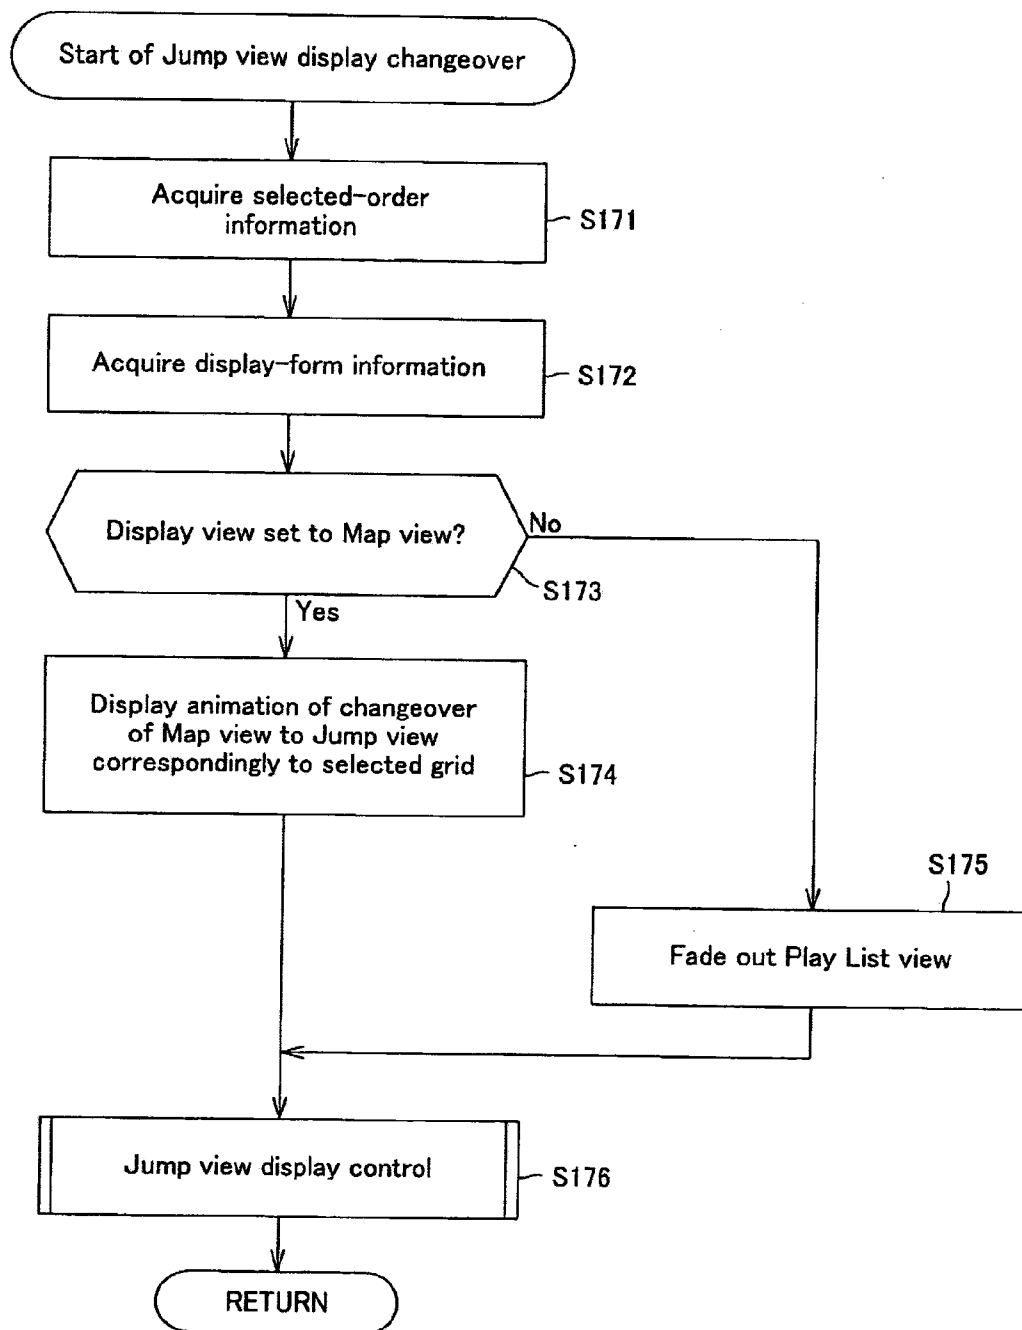 Start of Jump view display changeover
Acquire selected-order
information
S171
Acquire display-form information
S172
Display view set to Map view?
No
S173
Yes
Display animation of changeover
of Map view to Jump view
correspondingly to selected grid
S174
S175
Fade out Play List view
Jump view display control
S176
RETURN